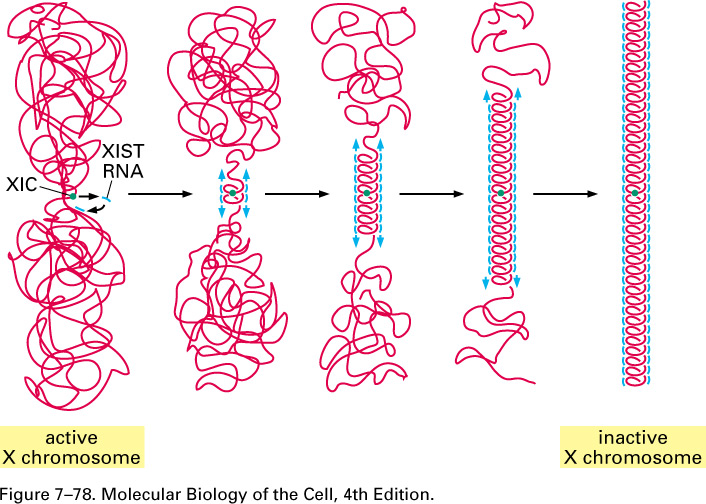 XIST
RNA
XIC
active
X chromosome
inactive
X chromosome
Figure 7–78. Molecular Biology of the Cell, 4th Edition.